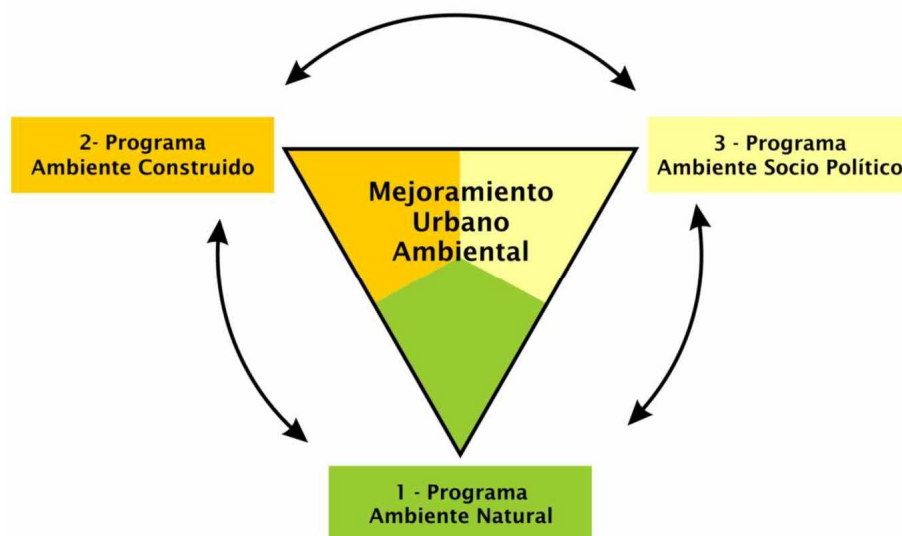 2- Programa
Ambiente Construido
3 - Programa
Ambiente Socio Político
Mejoramiento
Urbano
Ambiental
1 - Programa
Ambiente Natural